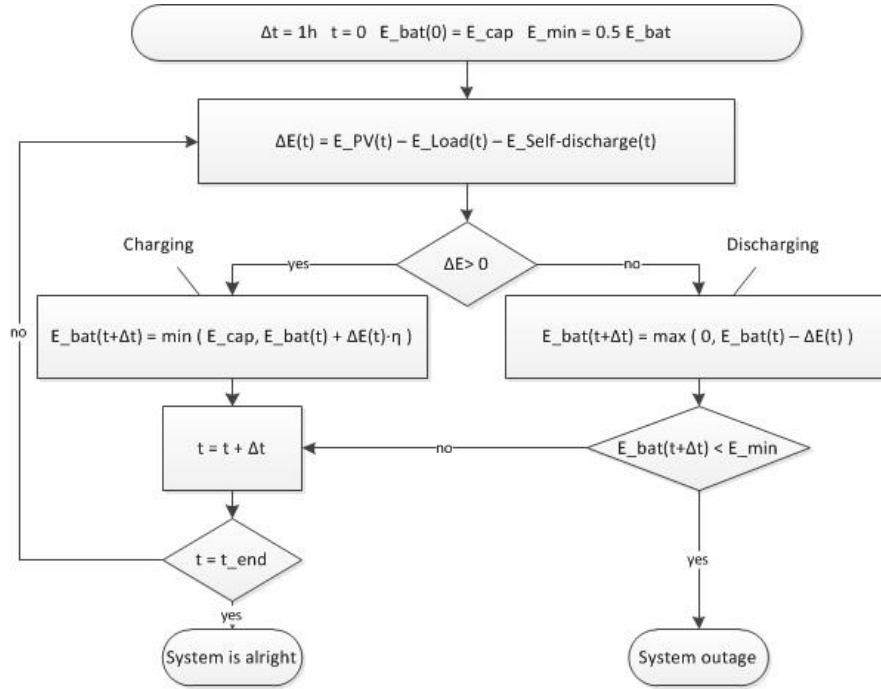 Δt = 1h t = 0 E_bat(0) = E_cap E_min = 0.5 E_bat
ΔE(t) = E_PV(t) – E_Load(t) – E_Self-discharge(t)
Charging
Discharging
yes
ΔE> 0
no
E_bat(t+Δt) = min ( E_cap, E_bat(t) + ΔE(t)·η )
E_bat(t+Δt) = max ( 0, E_bat(t) – ΔE(t) )
no
t = t + Δt
no
E_bat(t+Δt) < E_min
t = t_end
yes
yes
System is alright
System outage